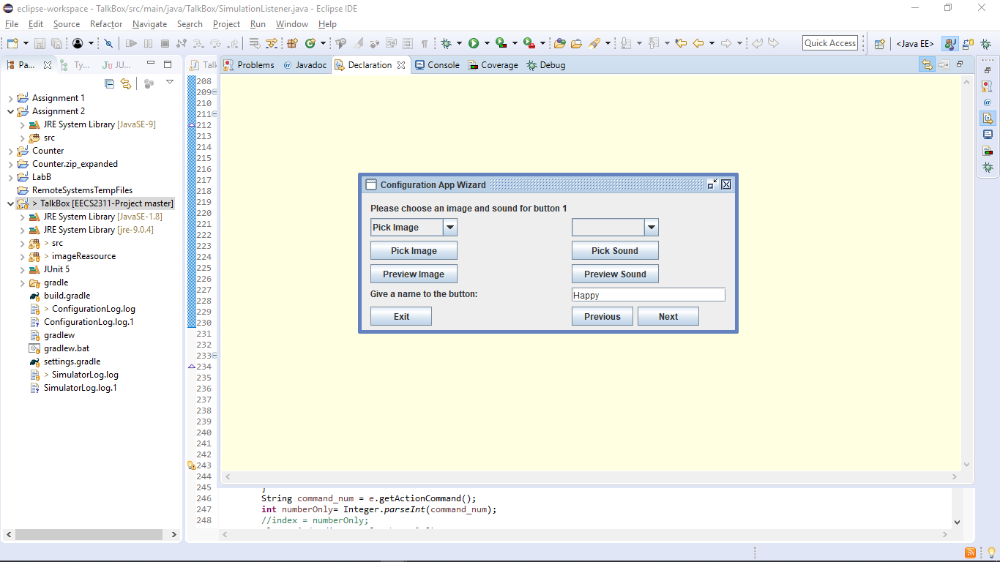 eclipse-workspace - TalkBox/src/main/java/TalkBox/SimulationListener.java - Eclipse IDE
File Edit Source Refactor Navigate Search Project Run Window Help
Quick Access
<Java EE>
Pa... Ty... JU...
Assignment 1
Assignment 2
JRE System Library [JavaSE-9]
src
Counter
Counter.zip_expanded
LabB
RemoteSystemsTempFiles
> TalkBox [EECS2311-Project master]
JRE System Library [JavaSE-1.8]
JRE System Library [jre-9.0.4]
> src
> imageReasource
JUnit 5
gradle
build.gradle
> ConfigurationLog.log
ConfigurationLog.log.1
gradlew
gradlew.bat
settings.gradle
> SimulatorLog.log
SimulatorLog.log.1
Talk
Problems @ Javadoc Declaration Console Coverage Debug
208
209
210
211
212
213
214
215
216
217
218
219
220
221
222
223
224
225
226
227
228
229
230
231
232
233
234
235
236
237
238
239
240
241
242
243
244
245 }
246 String command_num = e.getActionCommand();
247 int numberOnly= Integer.parseInt(command_num);
248 //index = numberOnly;
Configuration App Wizard
Please choose an image and sound for button 1
Pick Image
Pick Image Pick Sound
Preview Image Preview Sound
Give a name to the button: Happy
Exit Previous Next